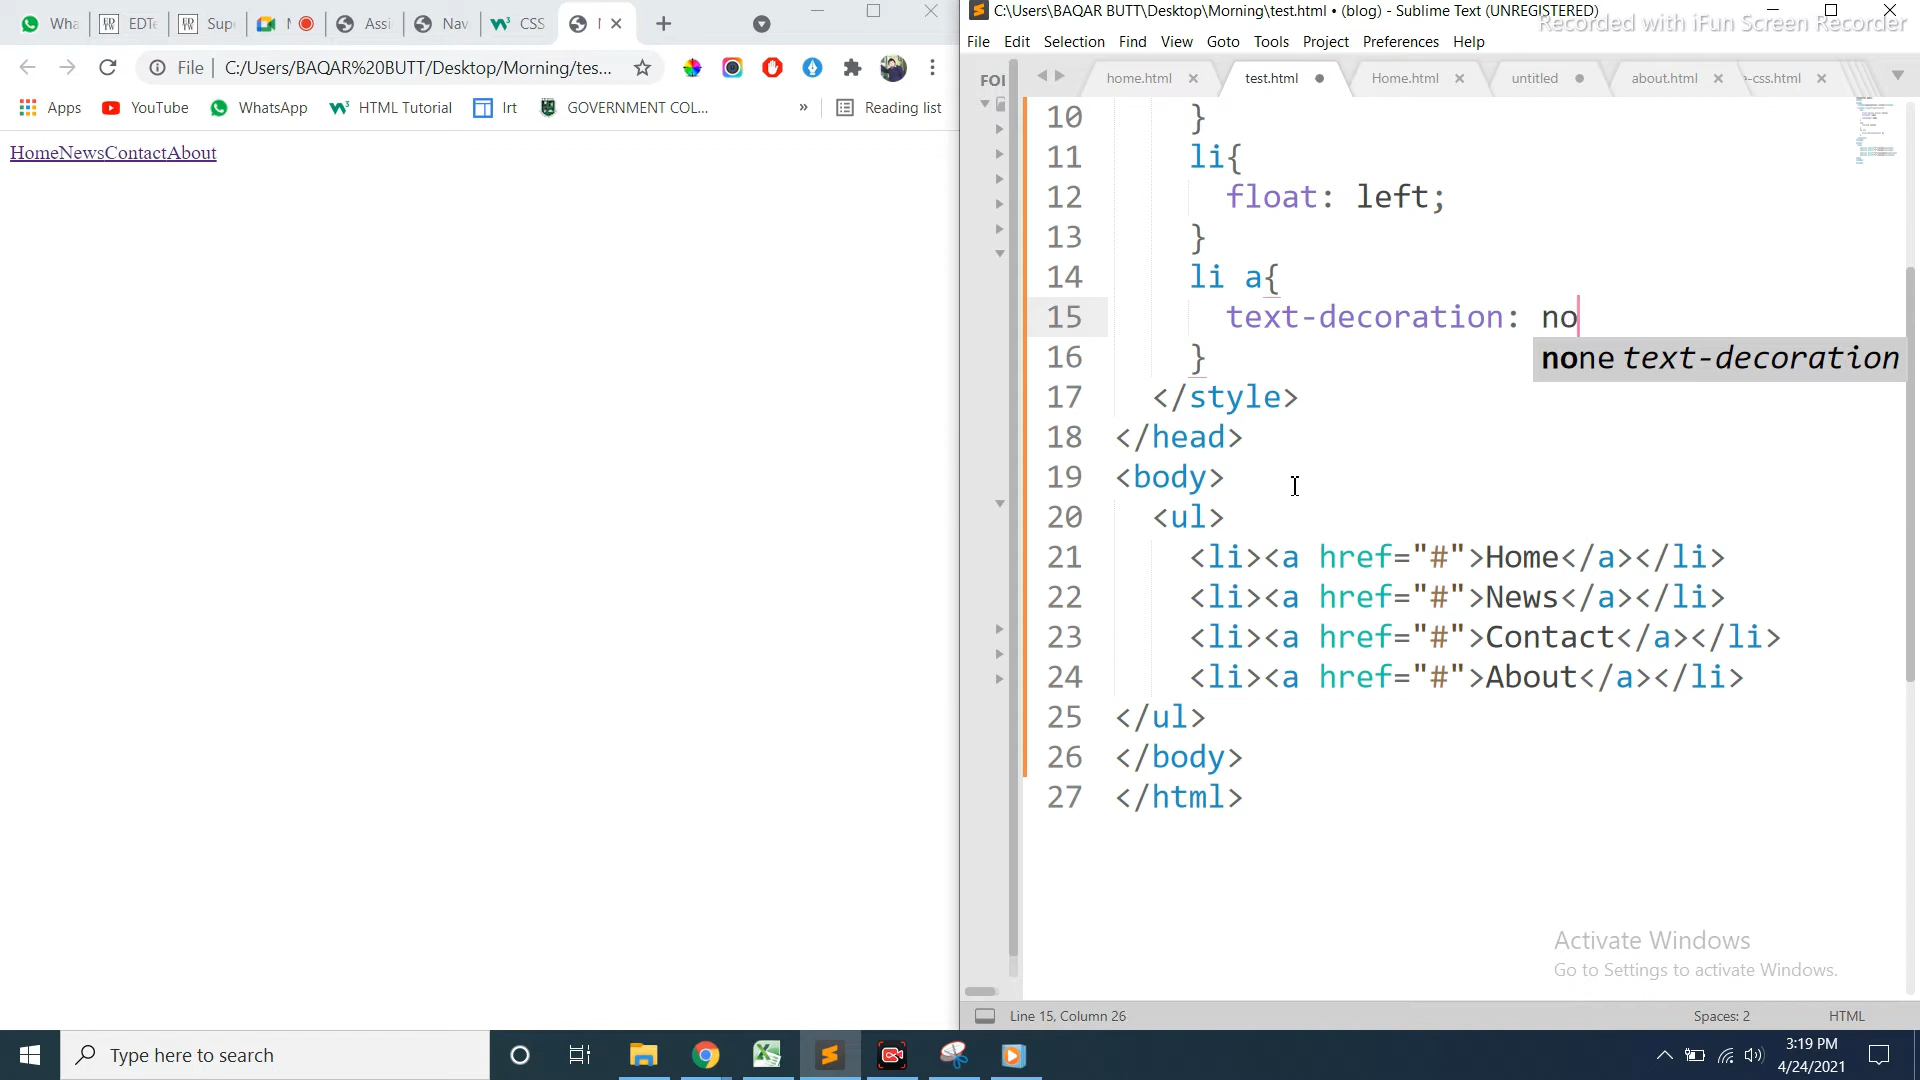 Wha
EDTe
Sup
Assi
Nav
CSS
File
C:/Users/BAQAR%20BUTT/Desktop/Morning/tes...
Apps
YouTube
WhatsApp
HTML Tutorial
Irt
GOVERNMENT COL...
»
Reading list
HomeNewsContactAbout
C:\Users\BAQAR BUTT\Desktop\Morning\test.html • (blog) - Sublime Text (UNREGISTERED)
Recorded with iFun Screen Recorder
File Edit Selection Find View Goto Tools Project Preferences Help
FOL
home.html
test.html
Home.html
untitled
about.html
-css.html
10 }
11 li{
12 float: left;
13 }
14 li a{
15 text-decoration: no
none text-decoration
16 }
17 </style>
18 </head>
19 <body>
20 <ul>
21 <li><a href="#">Home</a></li>
22 <li><a href="#">News</a></li>
23 <li><a href="#">Contact</a></li>
24 <li><a href="#">About</a></li>
25 </ul>
26 </body>
27 </html>
Activate Windows
Go to Settings to activate Windows.
Line 15, Column 26
Spaces: 2
HTML
Type here to search
3:19 PM
4/24/2021